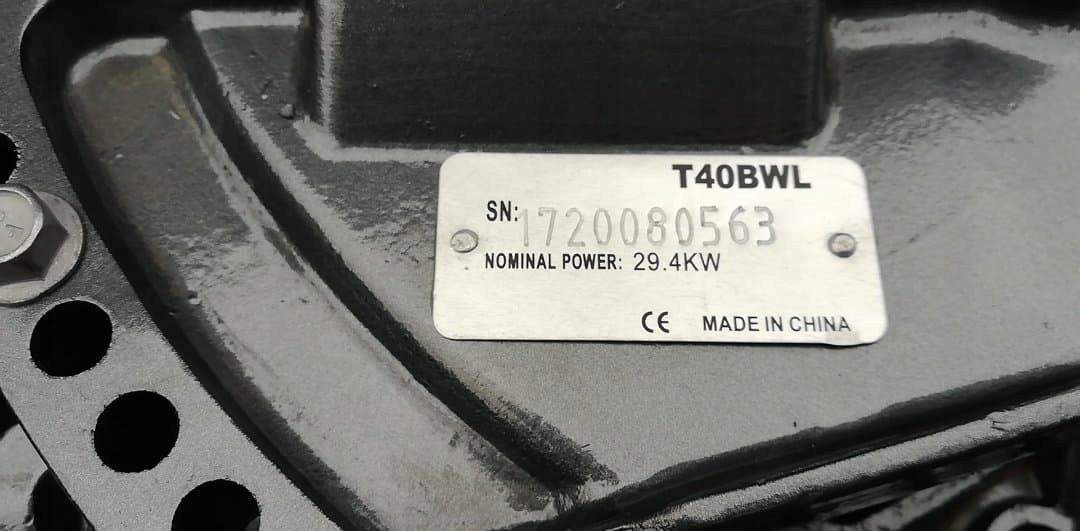 T40BWL
SN: 1720080563
NOMINAL POWER: 29.4KW
CE MADE IN CHINA